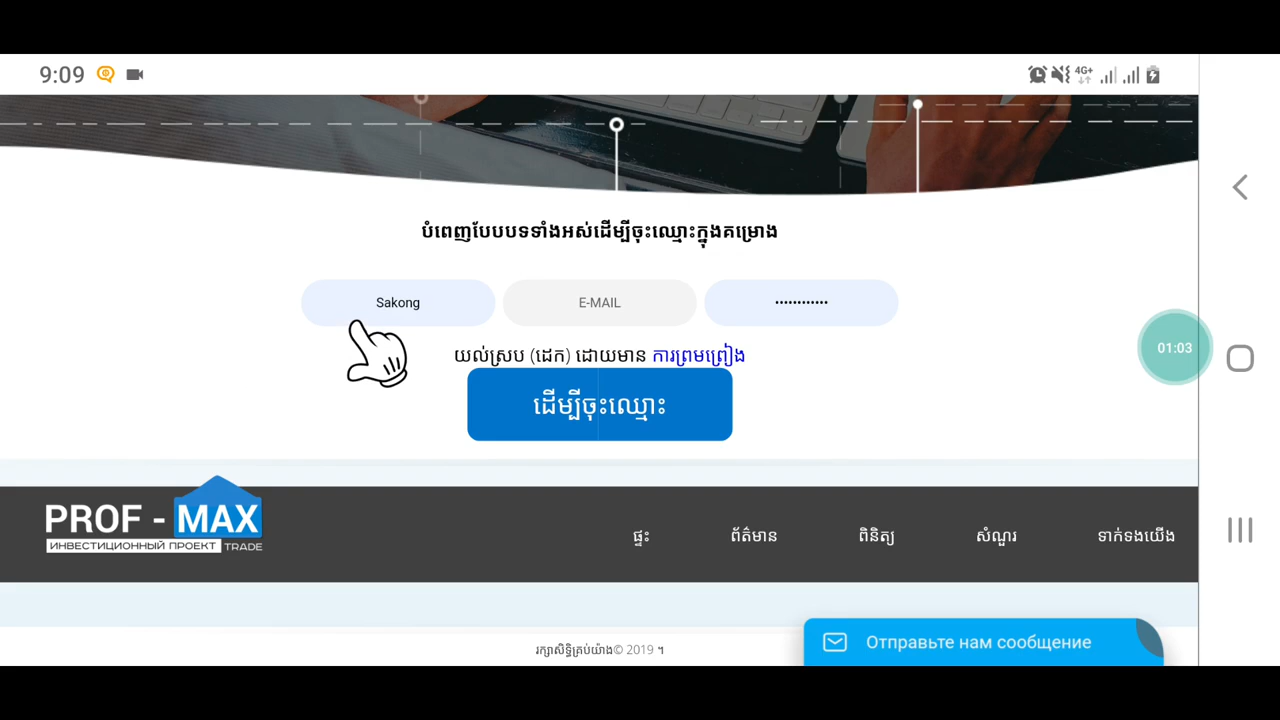 9:09
4G+
បំពេញបែបបទទាំងអស់ដើម្បីចុះឈ្មោះក្នុងគម្រោង
Sakong E-MAIL ••••••••••••
យល់ស្រប (ដេក) ដោយមាន ការព្រមព្រៀង
01:03
ដើម្បីចុះឈ្មោះ
PROF - MAX
ИНВЕСТИЦИОННЫЙ ПРОЕКТ TRADE
ផ្ទះ ព័ត៌មាន ពិនិត្យ សំណួរ ទាក់ទងយើង
Отправьте нам сообщение
រក្សាសិទ្ធិគ្រប់យ៉ាង© 2019 ។